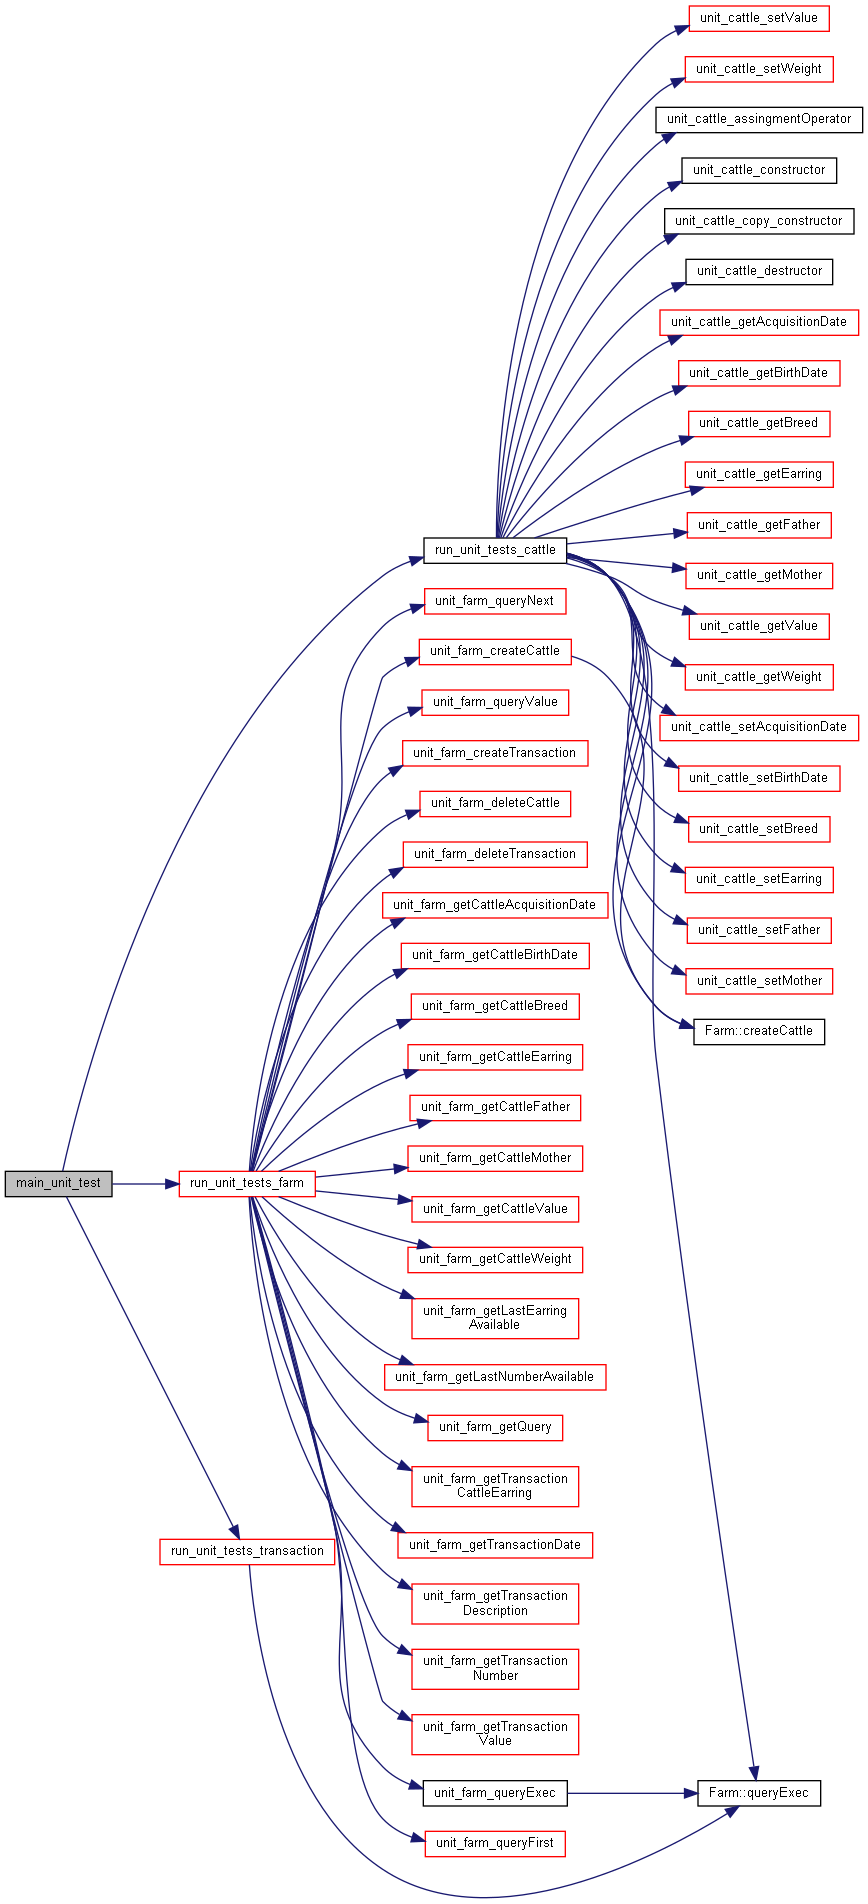 unit_cattle_setValue
unit_cattle_setWeight
unit_cattle_assingmentOperator
unit_cattle_constructor
unit_cattle_copy_constructor
unit_cattle_destructor
unit_cattle_getAcquisitionDate
unit_cattle_getBirthDate
unit_cattle_getBreed
unit_cattle_getEarring
unit_cattle_getFather
run_unit_tests_cattle
unit_cattle_getMother
unit_farm_queryNext
unit_cattle_getValue
unit_farm_createCattle
unit_cattle_getWeight
unit_farm_queryValue
unit_cattle_setAcquisitionDate
unit_farm_createTransaction
unit_cattle_setBirthDate
unit_farm_deleteCattle
unit_cattle_setBreed
unit_farm_deleteTransaction
unit_cattle_setEarring
unit_farm_getCattleAcquisitionDate
unit_cattle_setFather
unit_farm_getCattleBirthDate
unit_cattle_setMother
unit_farm_getCattleBreed
Farm::createCattle
unit_farm_getCattleEarring
unit_farm_getCattleFather
unit_farm_getCattleMother
main_unit_test
run_unit_tests_farm
unit_farm_getCattleValue
unit_farm_getCattleWeight
unit_farm_getLastEarring
Available
unit_farm_getLastNumberAvailable
unit_farm_getQuery
unit_farm_getTransaction
CattleEarring
unit_farm_getTransactionDate
run_unit_tests_transaction
unit_farm_getTransaction
Description
unit_farm_getTransaction
Number
unit_farm_getTransaction
Value
unit_farm_queryExec
Farm::queryExec
unit_farm_queryFirst